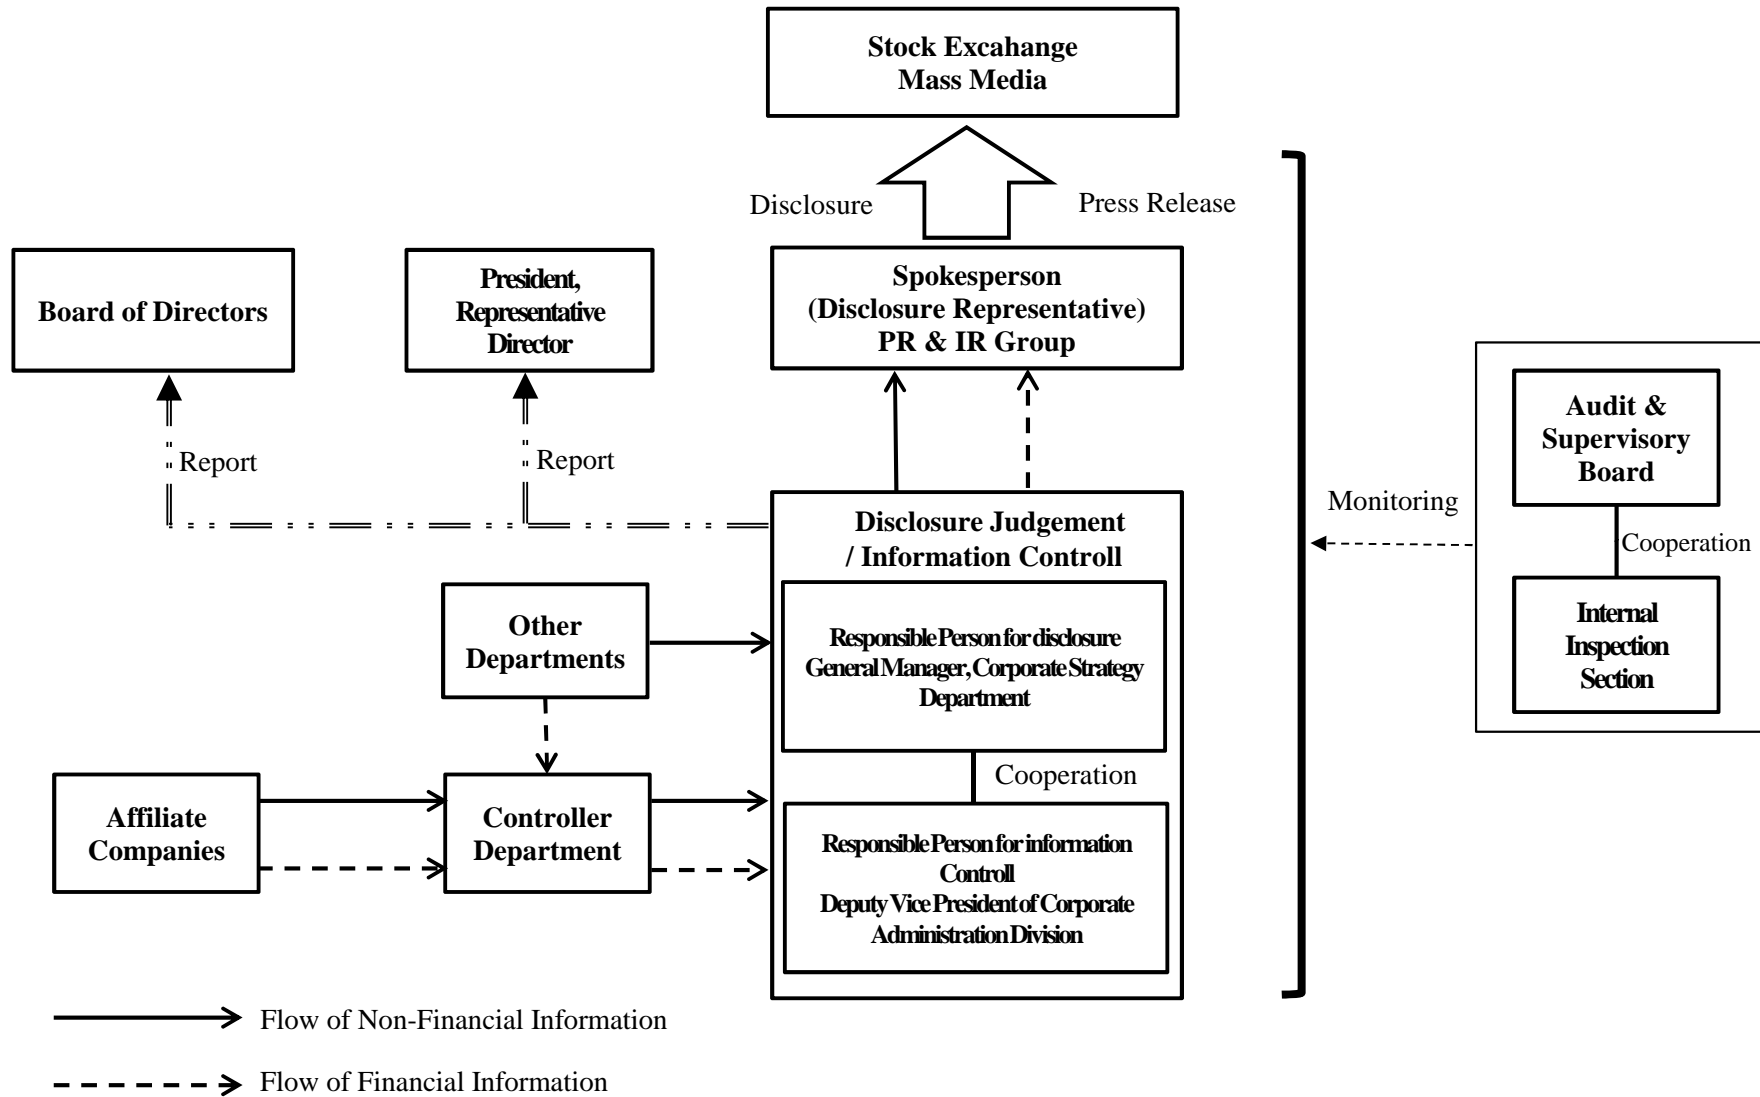 Stock Excahange
Mass Media
Disclosure
Press Release
Board of Directors
President,
Representative
Director
Spokesperson
(Disclosure Representative)
PR & IR Group
Report
Report
Audit &
Supervisory
Board
Monitoring
Cooperation
Internal
Inspection
Section
Disclosure Judgement
/ Information Controll
Other
Departments
Responsible Person for disclosure
General Manager, Corporate Strategy
Department
Cooperation
Affiliate
Companies
Controller
Department
Responsible Person for information
Controll
Deputy Vice President of Corporate
Administration Division
Flow of Non-Financial Information
Flow of Financial Information